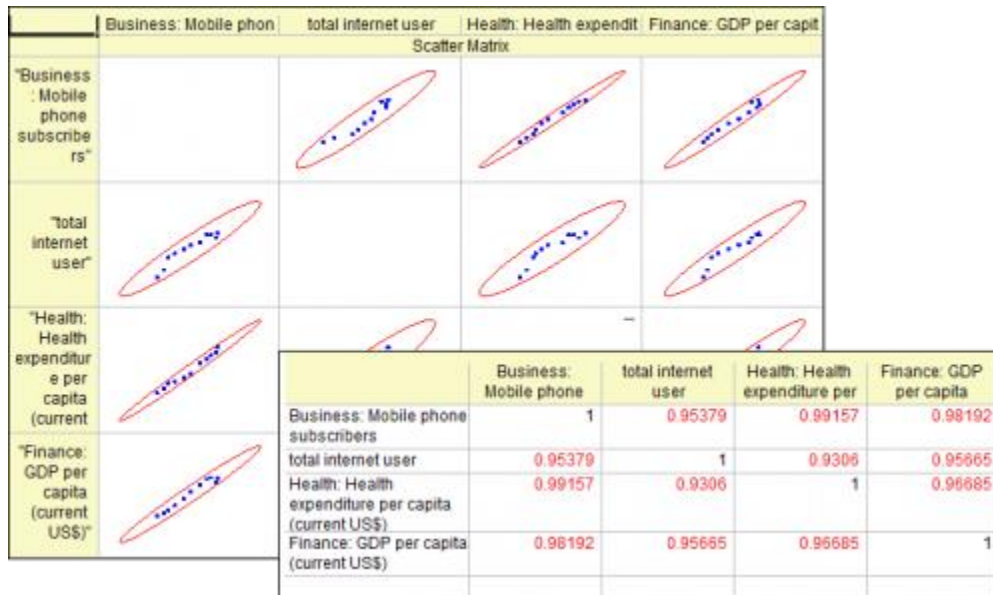 Business: Mobile phon total internet user Health: Health expendit Finance: GDP per capit
Scatter Matrix
"Business
: Mobile
phone
subscribe
rs"
"total
internet
user"
"Health:
Health
expenditur
e per
capita
(current
"Finance:
GDP per
capita
(current
US$)"
--
Business:
Mobile phone
total internet
user
Health: Health
expenditure per
Finance: GDP
per capita
Business: Mobile phone
subscribers
1 0.95379 0.99157 0.98192
total internet user 0.95379 1 0.9306 0.95665
Health: Health
expenditure per capita
(current US$)
0.99157 0.9306 1 0.96685
Finance: GDP per capita
(current US$)
0.98192 0.95665 0.96685 1